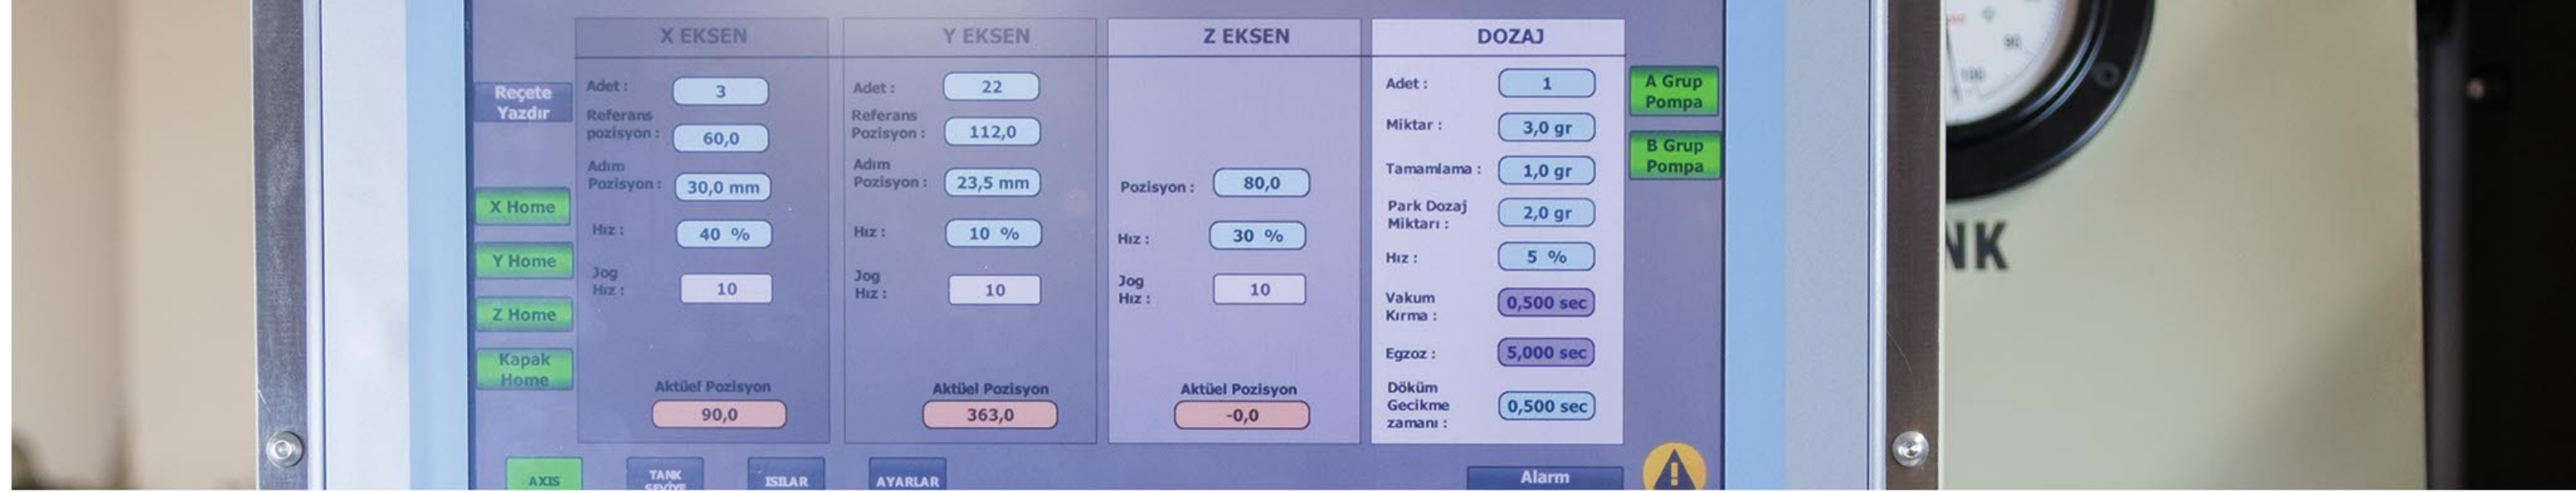 X EKSEN
Y EKSEN
Z EKSEN
DOZAJ
Reçete
Yazdır
X Home
Y Home
Z Home
Kapak
Home
Adet : 3
Referans
pozisyon : 60,0
Adım
Pozisyon : 30,0 mm
Hız : 40 %
Jog
Hız : 10
Aktüel Pozisyon
90,0
Adet : 22
Referans
Pozisyon : 112,0
Adım
Pozisyon : 23,5 mm
Hız : 10 %
Jog
Hız : 10
Aktüel Pozisyon
363,0
Pozisyon : 80,0
Hız : 30 %
Jog
Hız : 10
Aktüel Pozisyon
-0,0
Adet : 1
Miktar : 3,0 gr
Tamamlama : 1,0 gr
Park Dozaj
Miktarı : 2,0 gr
Hız : 5 %
Vakum
Kırma : 0,500 sec
Egzoz : 5,000 sec
Döküm
Gecikme 0,500 sec
zamanı :
A Grup
Pompa
B Grup
Pompa
AXIS
TANK
SEVİYE
ISILAR
AYARLAR
Alarm
80
100
NK